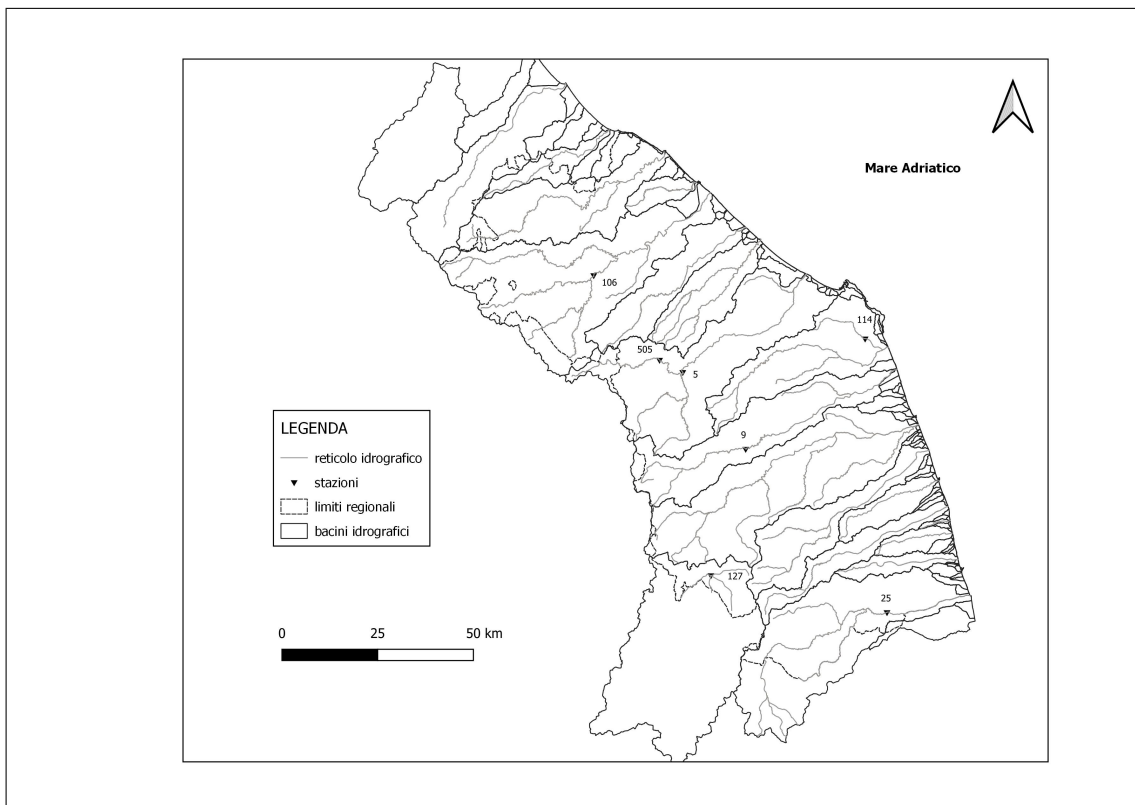 Mare Adriatico
106
114
505
5
9
LEGENDA
reticolo idrografico
stazioni
limiti regionali
bacini idrografici
127
25
0 25 50 km